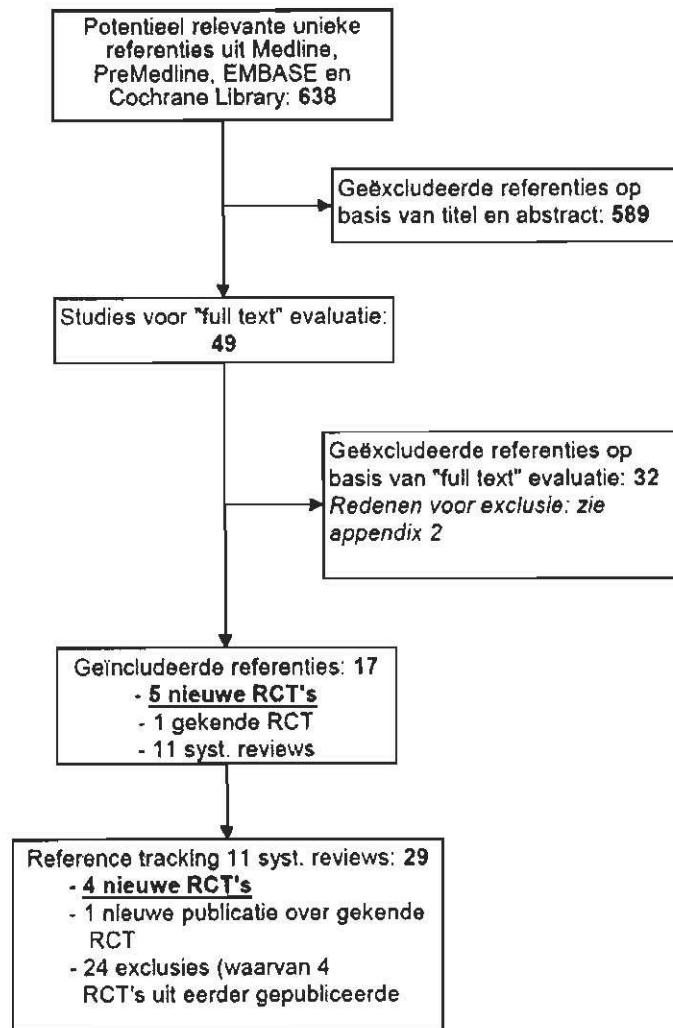 Potentieel relevante unieke
referenties uit Medline,
PreMedline, EMBASE en
Cochrane Library: 638
Geëxcludeerde referenties op
basis van titel en abstract: 589
Studies voor "full text" evaluatie:
49
Geëxcludeerde referenties op
basis van "full text" evaluatie: 32
Redenen voor exclusie: zie
appendix 2
Geïncludeerde referenties: 17
- 5 nieuwe RCT's
- 1 gekende RCT
- 11 syst. reviews
Reference tracking 11 syst. reviews: 29
- 4 nieuwe RCT's
- 1 nieuwe publicatie over gekende
RCT
- 24 exclusies (waarvan 4
RCT's uit eerder gepubliceerde